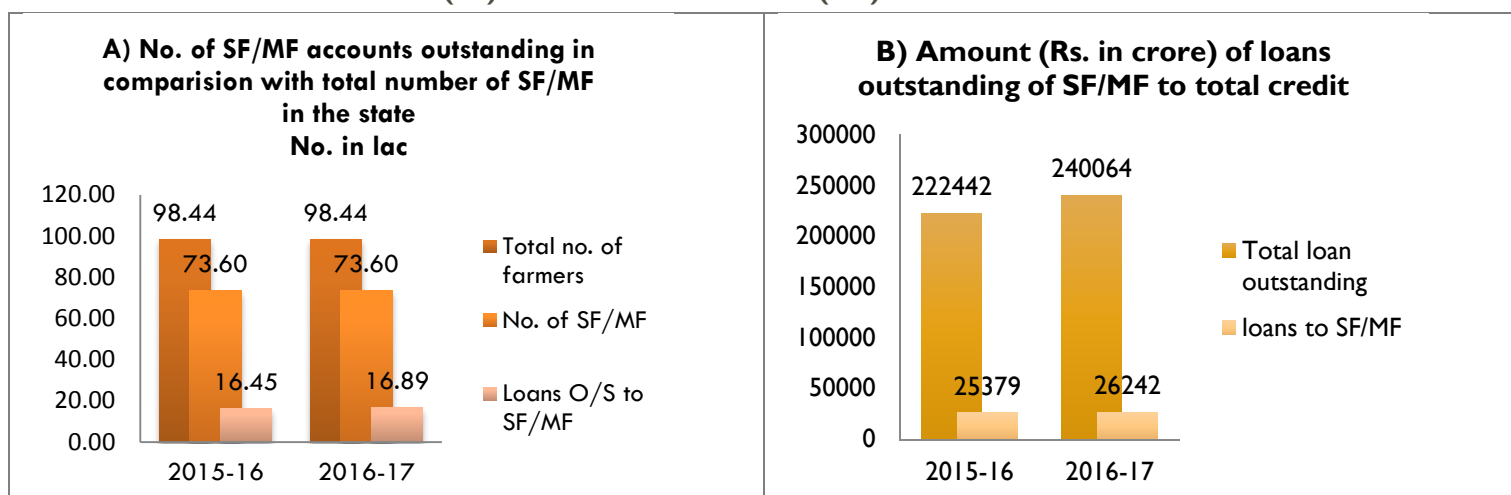 A) No. of SF/MF accounts outstanding in
comparision with total number of SF/MF
in the state
No. in lac
120.00
100.00
80.00
60.00
40.00
20.00
0.00
98.44
98.44
73.60
73.60
16.45
16.89
2015-16
2016-17
Total no. of
farmers
No. of SF/MF
Loans O/S to
SF/MF
B) Amount (Rs. in crore) of loans
outstanding of SF/MF to total credit
300000
250000
200000
150000
100000
50000
0
222442
240064
25379
26242
2015-16
2016-17
Total loan
outstanding
loans to SF/MF